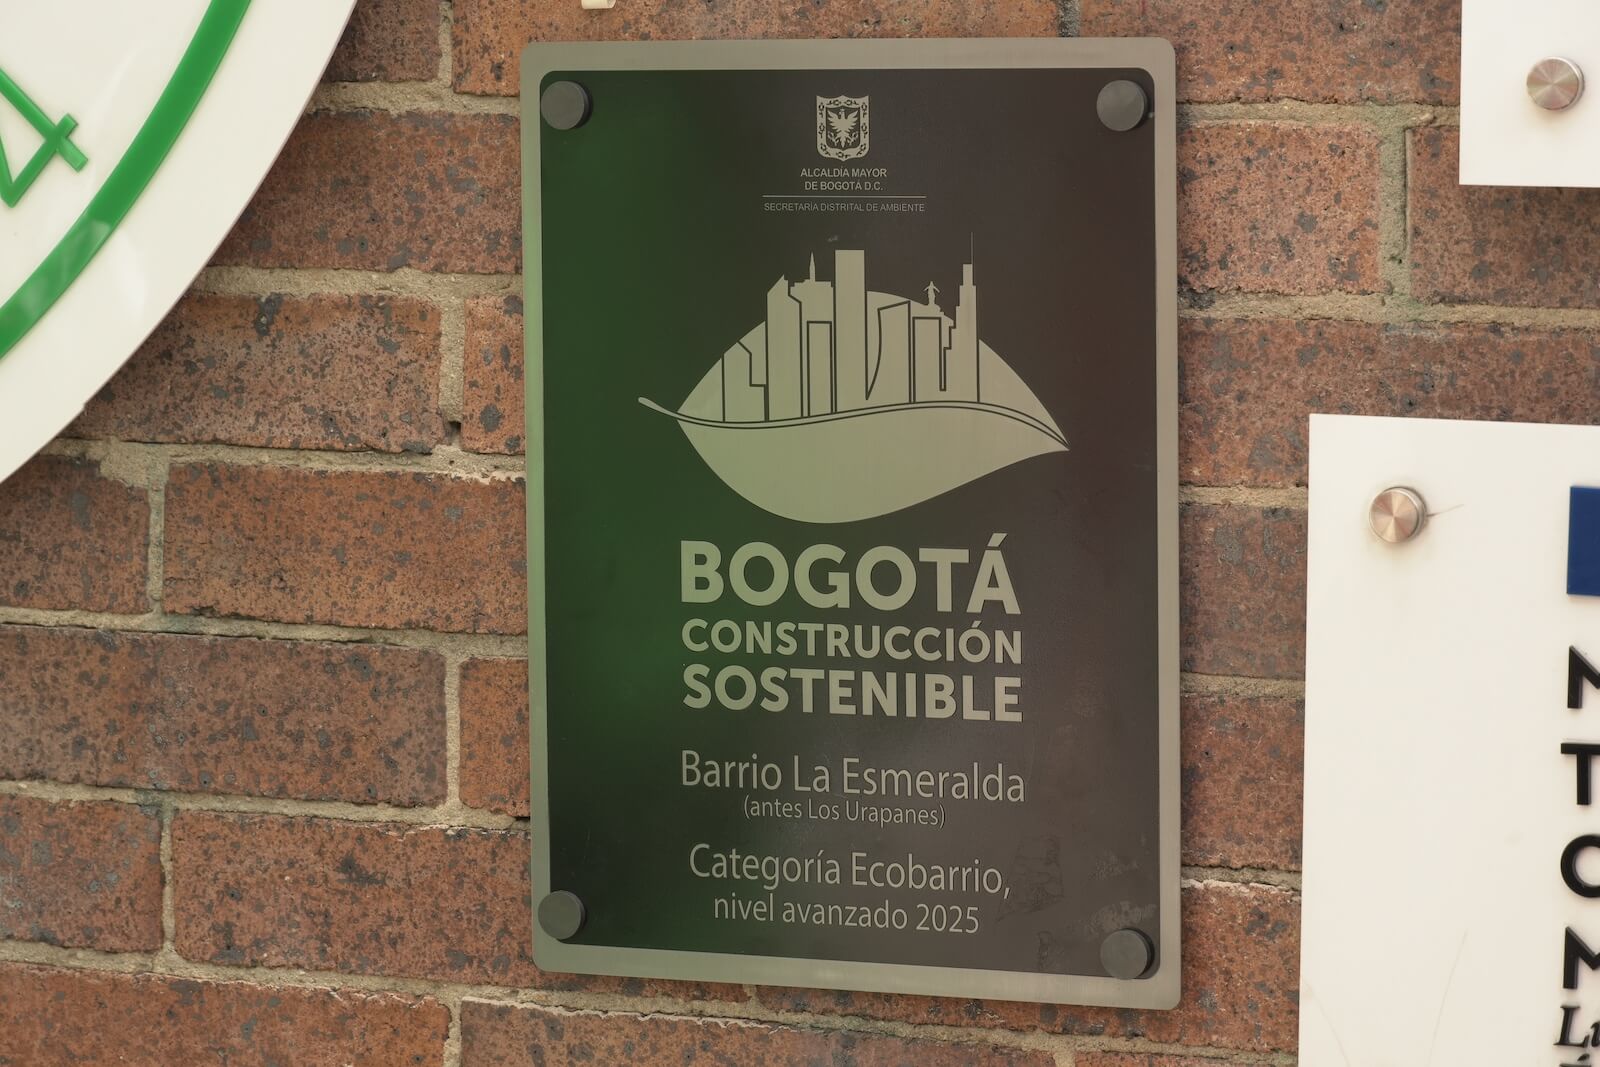 4
ALCALDÍA MAYOR
DE BOGOTÁ D.C.
SECRETARÍA DISTRITAL DE AMBIENTE
BOGOTÁ
CONSTRUCCIÓN
SOSTENIBLE
Barrio La Esmeralda
(antes Los Urapanes)
Categoría Ecobarrio,
nivel avanzado 2025